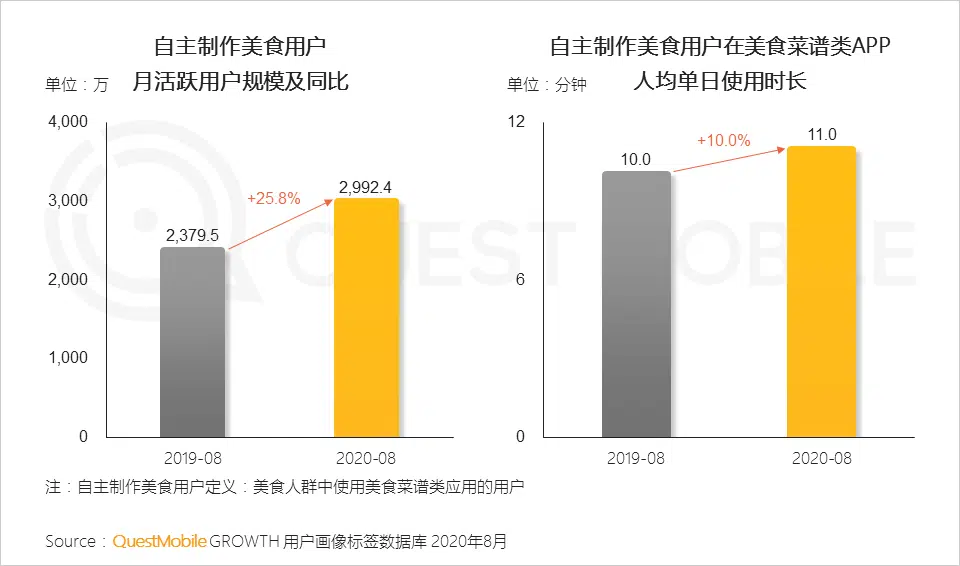 自主制作美食用户
月活跃用户规模及同比
单位：万
4,000
3,000
2,000
1,000
0
2,379.5
+25.8%
2,992.4
2019-08
2020-08
自主制作美食用户在美食菜谱类APP
人均单日使用时长
单位：分钟
12
6
0
10.0
+10.0%
11.0
2019-08
2020-08
注：自主制作美食用户定义：美食人群中使用美食菜谱类应用的用户
Source：QuestMobile GROWTH 用户画像标签数据库 2020年8月
QUEST MOBILE